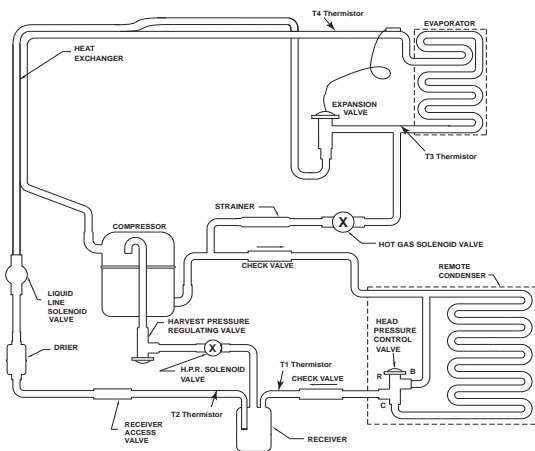 T4 Thermistor
EVAPORATOR
HEAT
EXCHANGER
EXPANSION
VALVE
T3 Thermistor
STRAINER
COMPRESSOR
X
HOT GAS SOLENOID VALVE
CHECK VALVE
REMOTE
CONDENSER
LIQUID
LINE
SOLENOID
VALVE
HARVEST PRESSURE
REGULATING VALVE
HEAD
PRESSURE
CONTROL
VALVE
DRIER
X
H.P.R. SOLENOID
VALVE
T1 Thermistor
CHECK VALVE
R
B
C
T2 Thermistor
RECEIVER
ACCESS
VALVE
RECEIVER